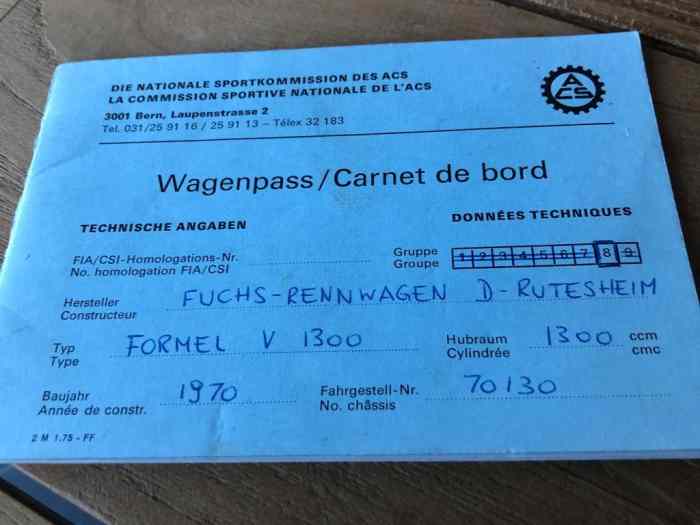 DIE NATIONALE SPORTKOMMISSION DES ACS
LA COMMISSION SPORTIVE NATIONALE DE L'ACS
3001 Bern, Laupenstrasse 2
Tel. 031/25 91 16 / 25 91 13 – Télex 32 183
ACS
Wagenpass/Carnet de bord
TECHNISCHE ANGABEN
DONNÉES TECHNIQUES
FIA/CSI-Homologations-Nr.
No. homologation FIA/CSI
Gruppe
Groupe
1 2 3 4 5 6 7 8 9
Hersteller
Constructeur
FUCHS-RENNWAGEN D-RUTESHEIM
Typ
Type
FORMEL V 1300
Hubraum
Cylindrée
1300
ccm
cmc
Baujahr
Année de constr.
1970
Fahrgestell-Nr.
No. châssis
70130
2 M 1.75 - FF